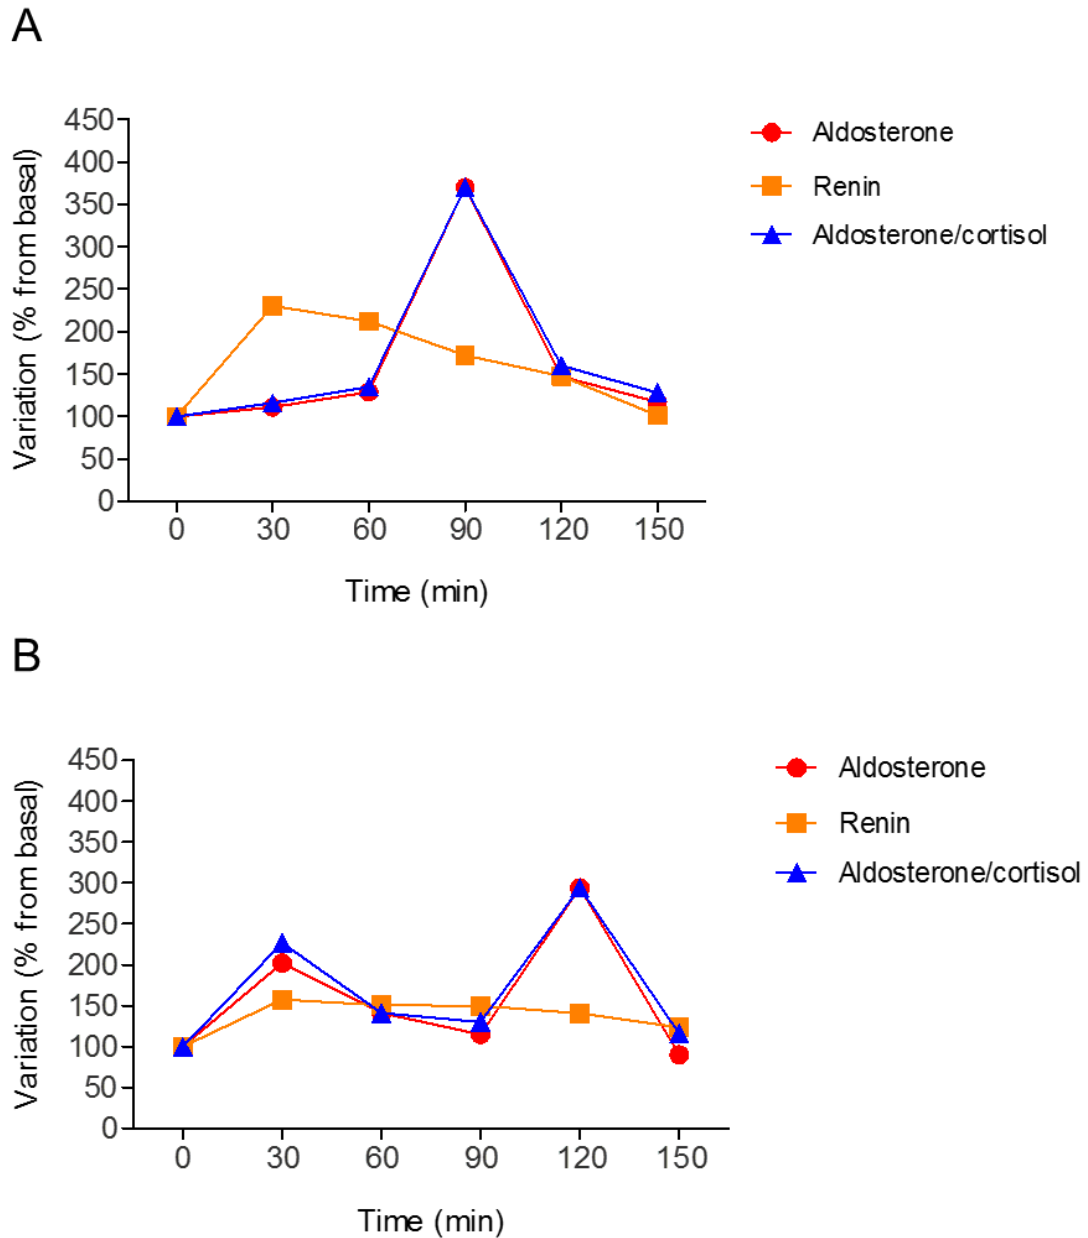 A
Variation (% from basal)
450
400
350
300
250
200
150
100
50
0
0 30 60 90 120 150
Time (min)
Aldosterone
Renin
Aldosterone/cortisol
B
Variation (% from basal)
450
400
350
300
250
200
150
100
50
0
0 30 60 90 120 150
Time (min)
Aldosterone
Renin
Aldosterone/cortisol